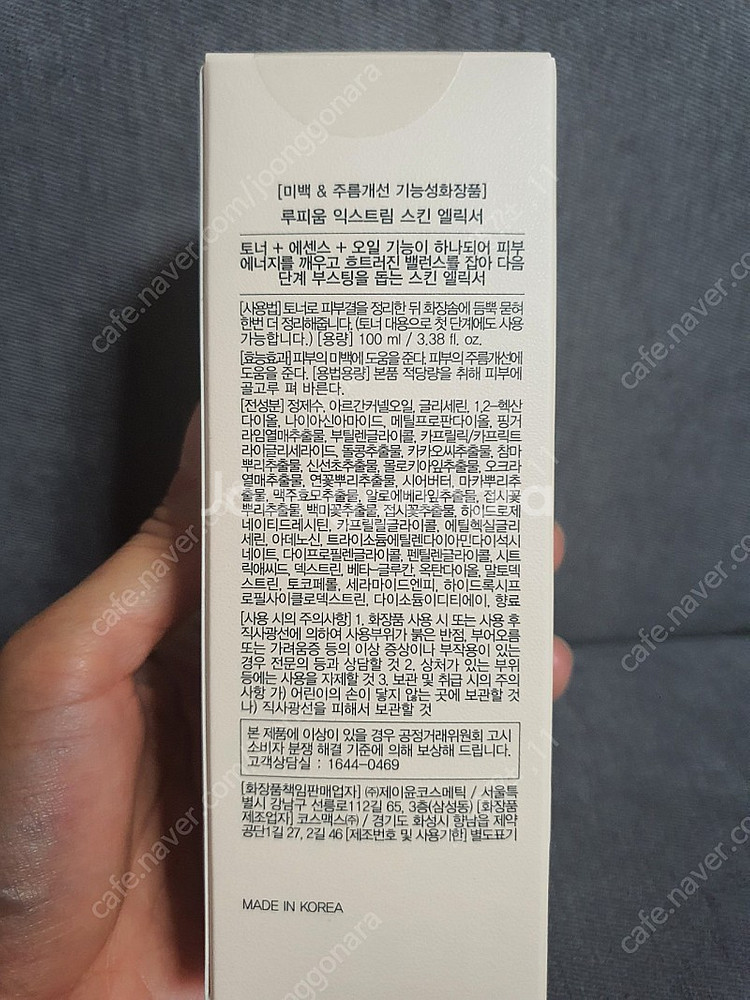 [미백 & 주름개선 기능성화장품]
루피움 익스트림 스킨 엘릭서
토너 + 에센스 + 오일 기능이 하나되어 피부
에너지를 깨우고 흐트러진 밸런스를 잡아 다음
단계 부스팅을 돕는 스킨 엘릭서
[사용법] 토너로 피부결을 정리한 뒤 화장솜에 듬뿍 묻혀
한번 더 정리해줍니다. (토너 대용으로 첫 단계에도 사용
가능합니다.) [용량] 100 ml / 3.38 fl. oz.
[효능효과] 피부의 미백에 도움을 준다. 피부의 주름개선에
도움을 준다. [용법용량] 본품 적당량을 취해 피부에
골고루 펴 바른다.
[전성분] 정제수, 아르간커넬오일, 글리세린, 1,2-헥산
다이올, 나이아신아마이드, 메틸프로판다이올, 핑거
라임열매추출물, 부틸렌글라이콜, 카프릴릭/카프릭트
라이글리세라이드, 돌콩추출물, 카카오씨추출물, 참마
뿌리추출물, 신선초추출물, 몰로키아잎추출물, 오크라
열매추출물, 연꽃뿌리추출물, 시어버터, 마카뿌리추
출물, 맥주효모추출물, 알로에베라잎추출물, 접시꽃
뿌리추출물, 백미꽃추출물, 접시꽃추출물, 하이드로제
네이티드레시틴, 카프릴릴글라이콜, 에틸헥실글리
세린, 아데노신, 트라이소듐에틸렌다이아민다이석시
네이트, 다이프로필렌글라이콜, 펜틸렌글라이콜, 시트
릭애씨드, 덱스트린, 베타-글루칸, 옥탄다이올, 말토덱
스트린, 토코페롤, 세라마이드엔피, 하이드록시프
로필사이클로덱스트린, 다이소듐이디티에이, 향료
[사용 시의 주의사항] 1. 화장품 사용 시 또는 사용 후
직사광선에 의하여 사용부위가 붉은 반점, 부어오름
또는 가려움증 등의 이상 증상이나 부작용이 있는
경우 전문의 등과 상담할 것 2. 상처가 있는 부위
등에는 사용을 자제할 것 3. 보관 및 취급 시의 주의
사항 가) 어린이의 손이 닿지 않는 곳에 보관할 것
나) 직사광선을 피해서 보관할 것
본 제품에 이상이 있을 경우 공정거래위원회 고시
소비자 분쟁 해결 기준에 의해 보상해 드립니다.
고객상담실 : 1644-0469
[화장품책임판매업자] ㈜제이윤코스메틱 / 서울특
별시 강남구 선릉로112길 65, 3층(삼성동) [화장품
제조업자] 코스맥스㈜ / 경기도 화성시 향남읍 제약
공단1길 27, 2길 46 [제조번호 및 사용기한] 별도표기
MADE IN KOREA
cafe.naver.com/joonggonara